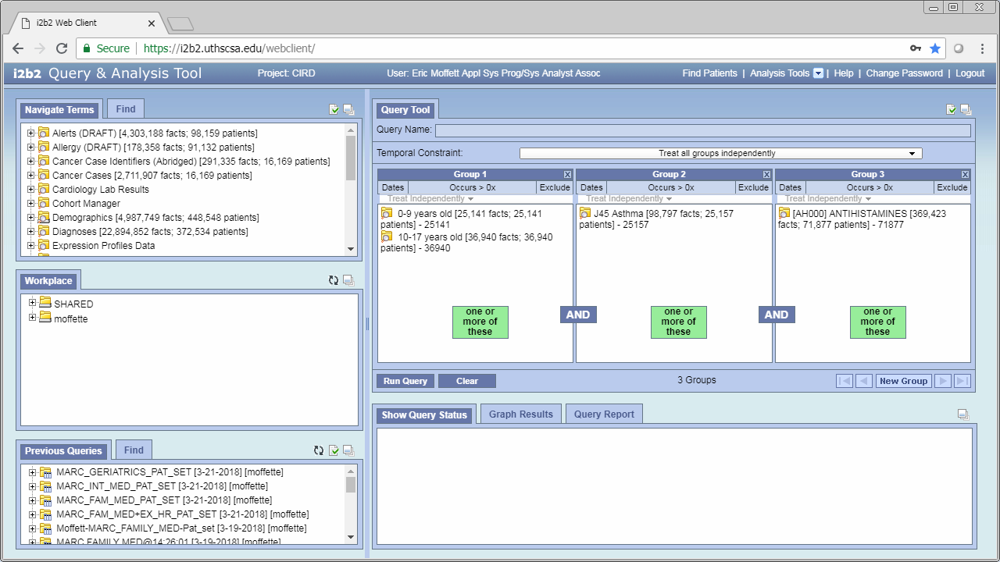 i2b2 Web Client
Secure https://i2b2.uthscsa.edu/webclient/
i2b2 Query & Analysis Tool
Project: CIRD
User: Eric Moffett Appl Sys Prog/Sys Analyst Assoc
Find Patients | Analysis Tools | Help | Change Password | Logout
Navigate Terms
Find
Alerts (DRAFT) [4,303,188 facts; 98,159 patients]
Allergy (DRAFT) [178,358 facts; 91,132 patients]
Cancer Case Identifiers (Abridged) [291,335 facts; 16,169 patients]
Cancer Cases [2,711,907 facts; 16,169 patients]
Cardiology Lab Results
Cohort Manager
Demographics [4,987,749 facts; 448,548 patients]
Diagnoses [22,894,852 facts; 372,534 patients]
Expression Profiles Data
Workplace
SHARED
moffette
Previous Queries
Find
MARC_GERIATRICS_PAT_SET [3-21-2018] [moffette]
MARC_INT_MED_PAT_SET [3-21-2018] [moffette]
MARC_FAM_MED_PAT_SET [3-21-2018] [moffette]
MARC_FAM_MED+EX_HR_PAT_SET [3-21-2018] [moffette]
Moffett-MARC_FAMILY_MED-Pat_set [3-19-2018] [moffette]
MARC FAMILY MED@14:26:01 [3-19-2018] [moffette]
Query Tool
Query Name:
Temporal Constraint:
Treat all groups independently
Group 1
Dates
Occurs > 0x
Exclude
Treat Independently
0-9 years old [25,141 facts; 25,141
patients] - 25141
10-17 years old [36,940 facts; 36,940
patients] - 36940
one or
more of
these
AND
Group 2
Dates
Occurs > 0x
Exclude
Treat Independently
J45 Asthma [98,797 facts; 25,157
patients] - 25157
one or
more of
these
AND
Group 3
Dates
Occurs > 0x
Exclude
Treat Independently
[AH000] ANTIHISTAMINES [369,423
facts; 71,877 patients] - 71877
one or
more of
these
Run Query
Clear
3 Groups
New Group
Show Query Status
Graph Results
Query Report